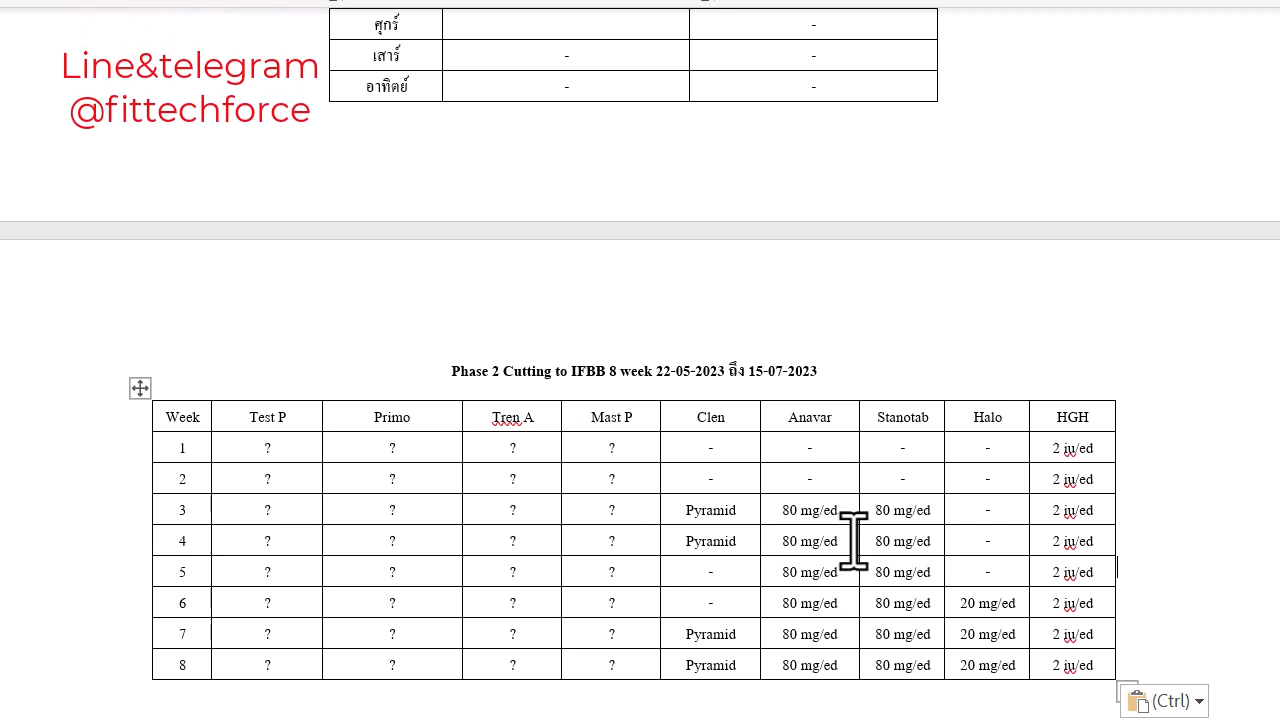 ศุกร์ -
Line&telegram
@fittechforce
เสาร์ - -
อาทิตย์ - -
Phase 2 Cutting to IFBB 8 week 22-05-2023 ถึง 15-07-2023
Week Test P Primo Tren A Mast P Clen Anavar Stanotab Halo HGH
1 ? ? ? ? - - - - 2 iu/ed
2 ? ? ? ? - - - - 2 iu/ed
3 ? ? ? ? Pyramid 80 mg/ed 80 mg/ed - 2 iu/ed
4 ? ? ? ? Pyramid 80 mg/ed 80 mg/ed - 2 iu/ed
5 ? ? ? ? - 80 mg/ed 80 mg/ed - 2 iu/ed
6 ? ? ? ? - 80 mg/ed 80 mg/ed 20 mg/ed 2 iu/ed
7 ? ? ? ? Pyramid 80 mg/ed 80 mg/ed 20 mg/ed 2 iu/ed
8 ? ? ? ? Pyramid 80 mg/ed 80 mg/ed 20 mg/ed 2 iu/ed
(Ctrl)